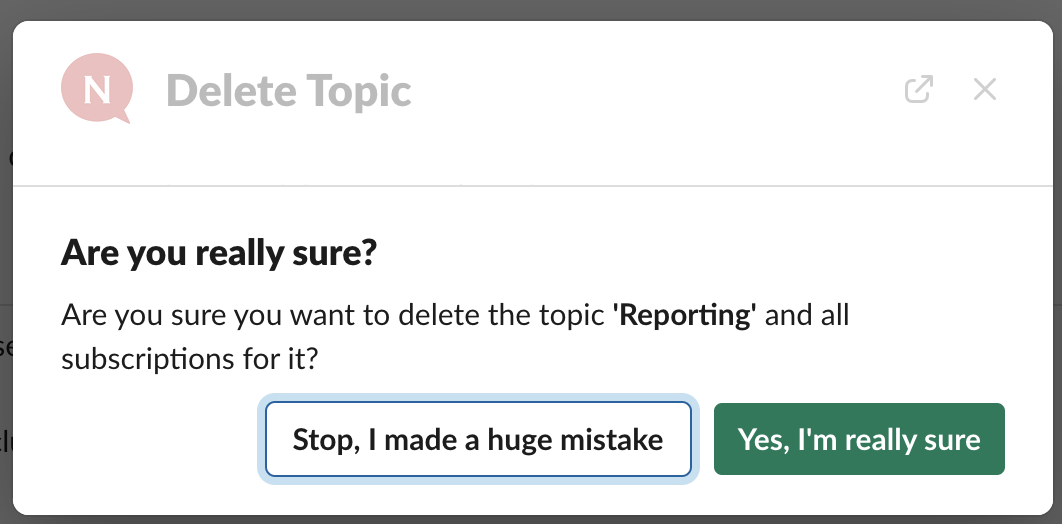 N Delete Topic
Are you really sure?
Are you sure you want to delete the topic 'Reporting' and all
subscriptions for it?
Stop, I made a huge mistake
Yes, I'm really sure